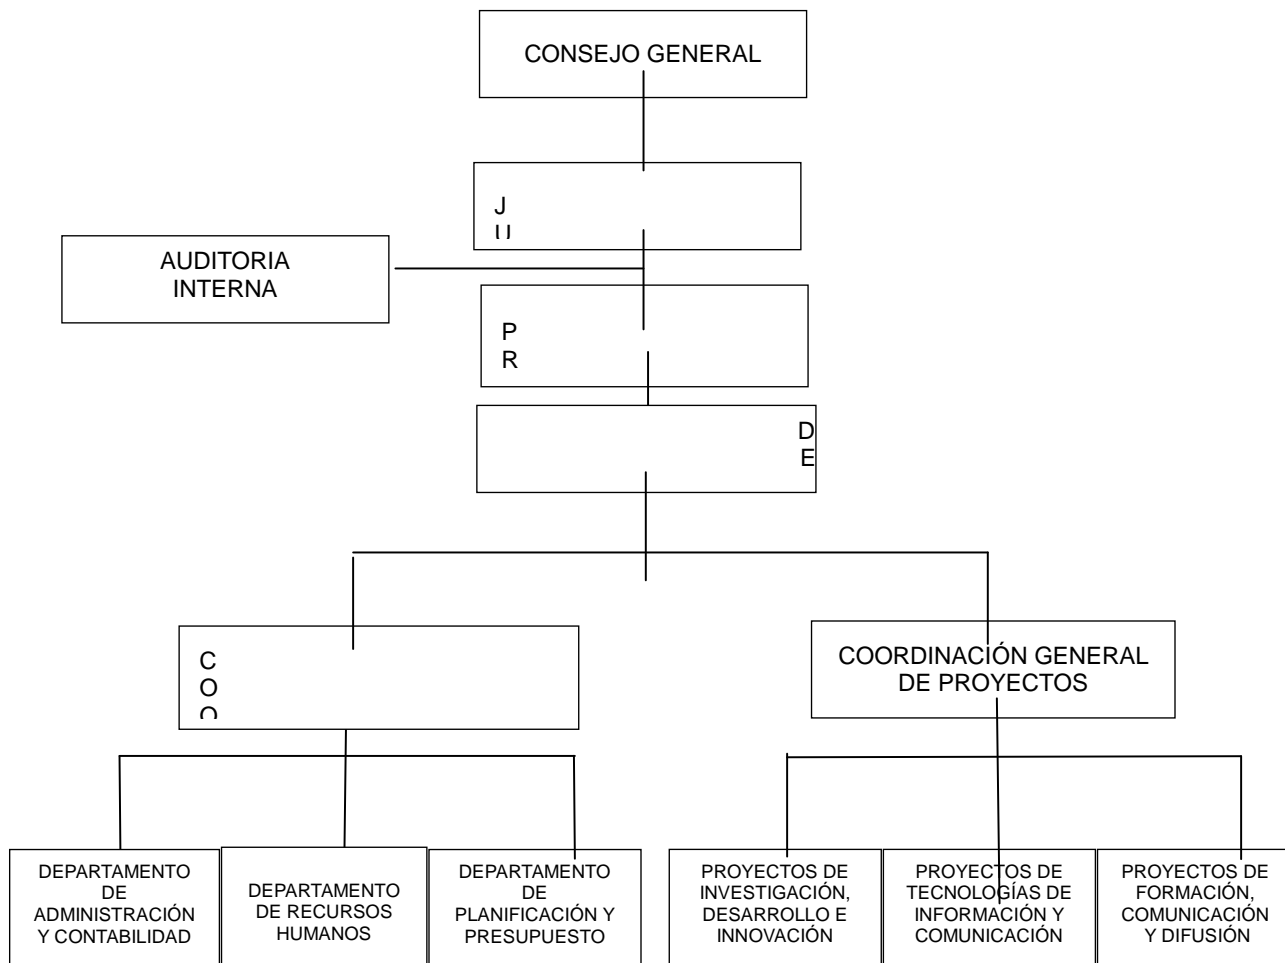 CONSEJO GENERAL
J
U
AUDITORIA
INTERNA
P
R
D
E
C
O
O
COORDINACIÓN GENERAL
DE PROYECTOS
DEPARTAMENTO
DE
ADMINISTRACIÓN
Y CONTABILIDAD
DEPARTAMENTO
DE RECURSOS
HUMANOS
DEPARTAMENTO
DE
PLANIFICACIÓN Y
PRESUPUESTO
PROYECTOS DE
INVESTIGACIÓN,
DESARROLLO E
INNOVACIÓN
PROYECTOS DE
TECNOLOGÍAS DE
INFORMACIÓN Y
COMUNICACIÓN
PROYECTOS DE
FORMACIÓN,
COMUNICACIÓN
Y DIFUSIÓN